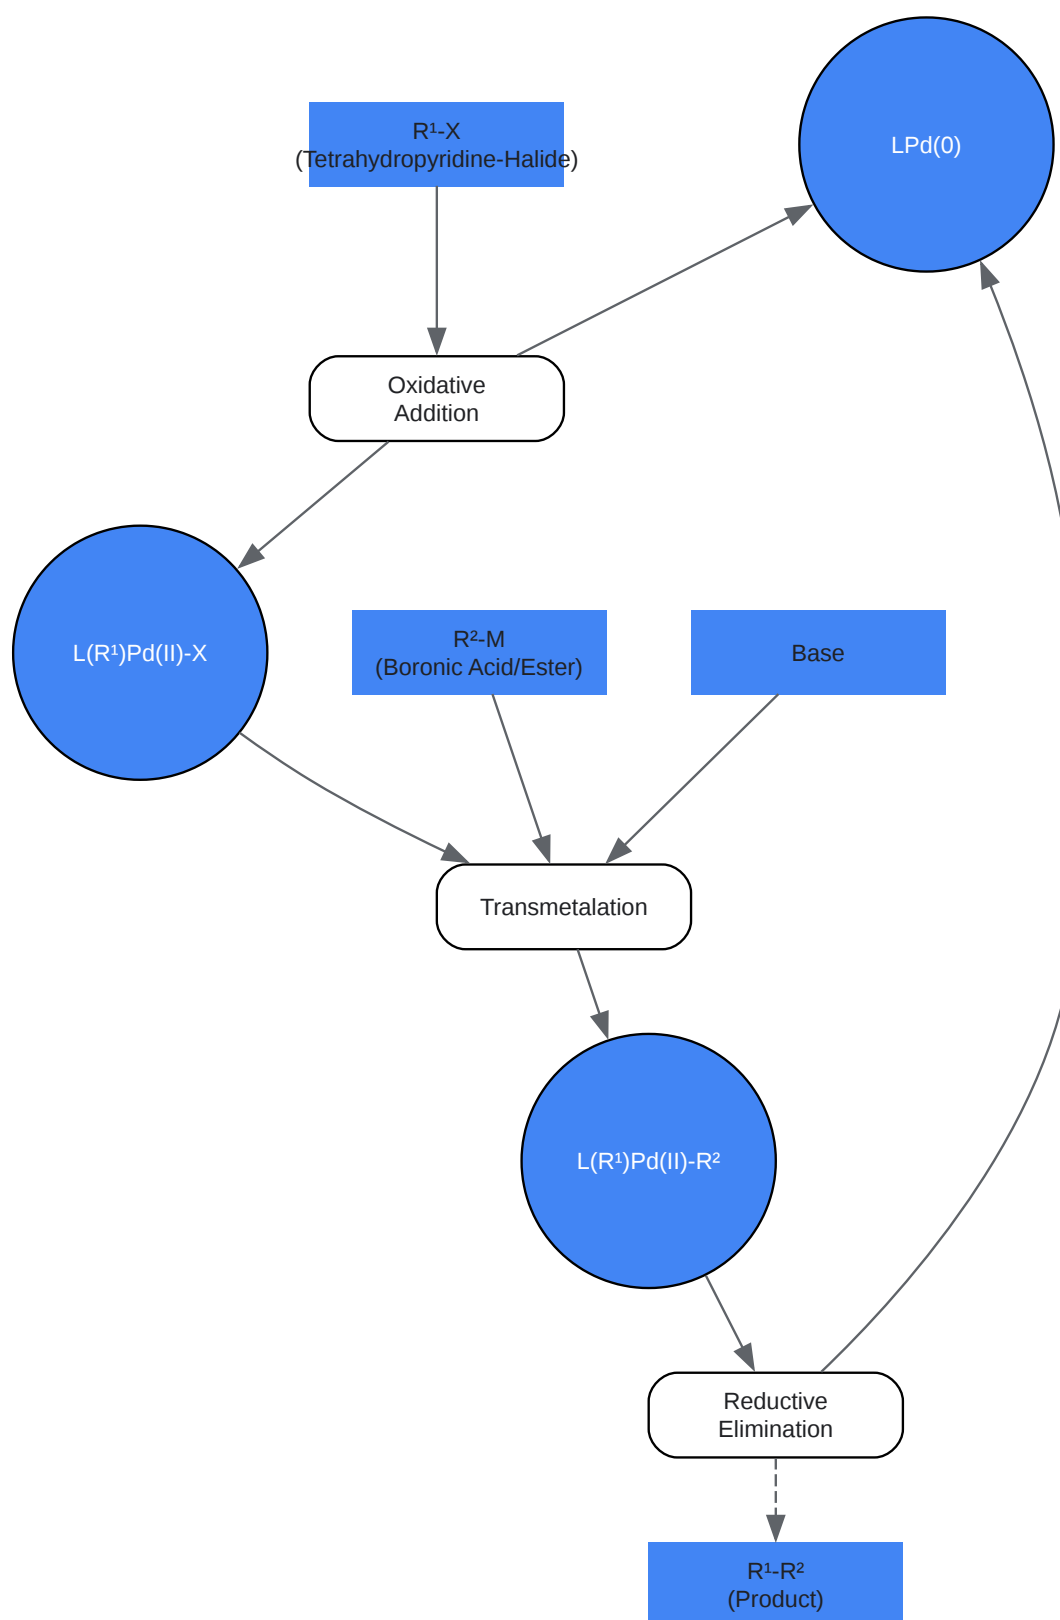 R¹-X
(Tetrahydropyridine-Halide)
LPd(0)
Oxidative
Addition
L(R¹)Pd(II)-X
R²-M
(Boronic Acid/Ester)
Base
Transmetalation
L(R¹)Pd(II)-R²
Reductive
Elimination
R¹-R²
(Product)